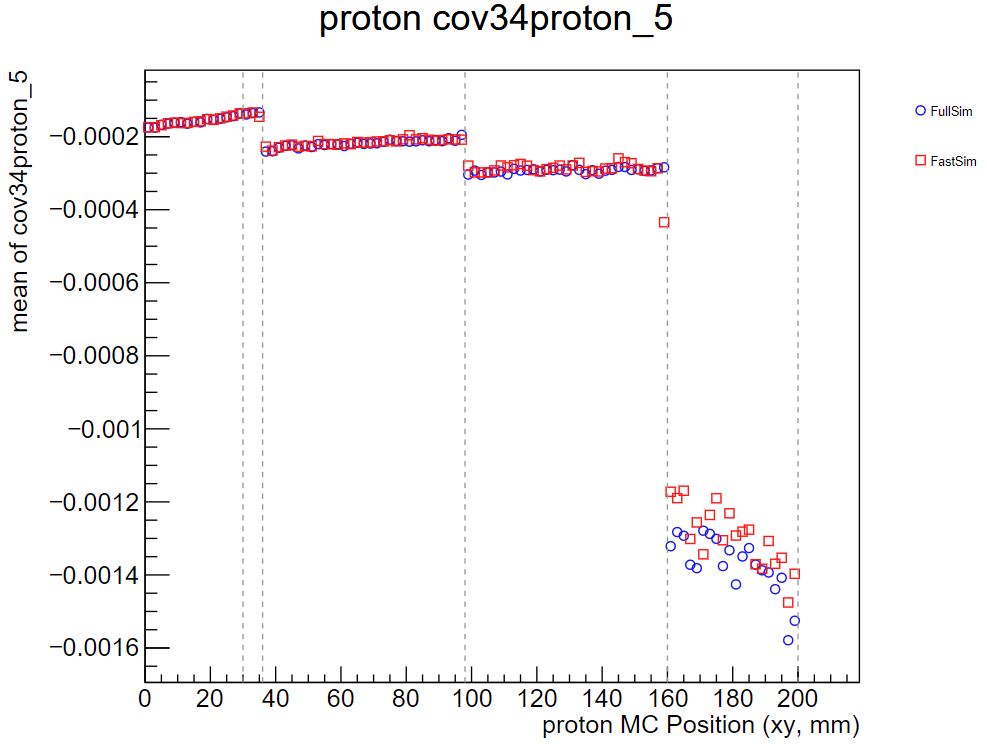 proton cov34proton_5
mean of cov34proton_5
−0.0002
−0.0004
−0.0006
−0.0008
−0.001
−0.0012
−0.0014
−0.0016
0 20 40 60 80 100 120 140 160 180 200
proton MC Position (xy, mm)
FullSim
FastSim